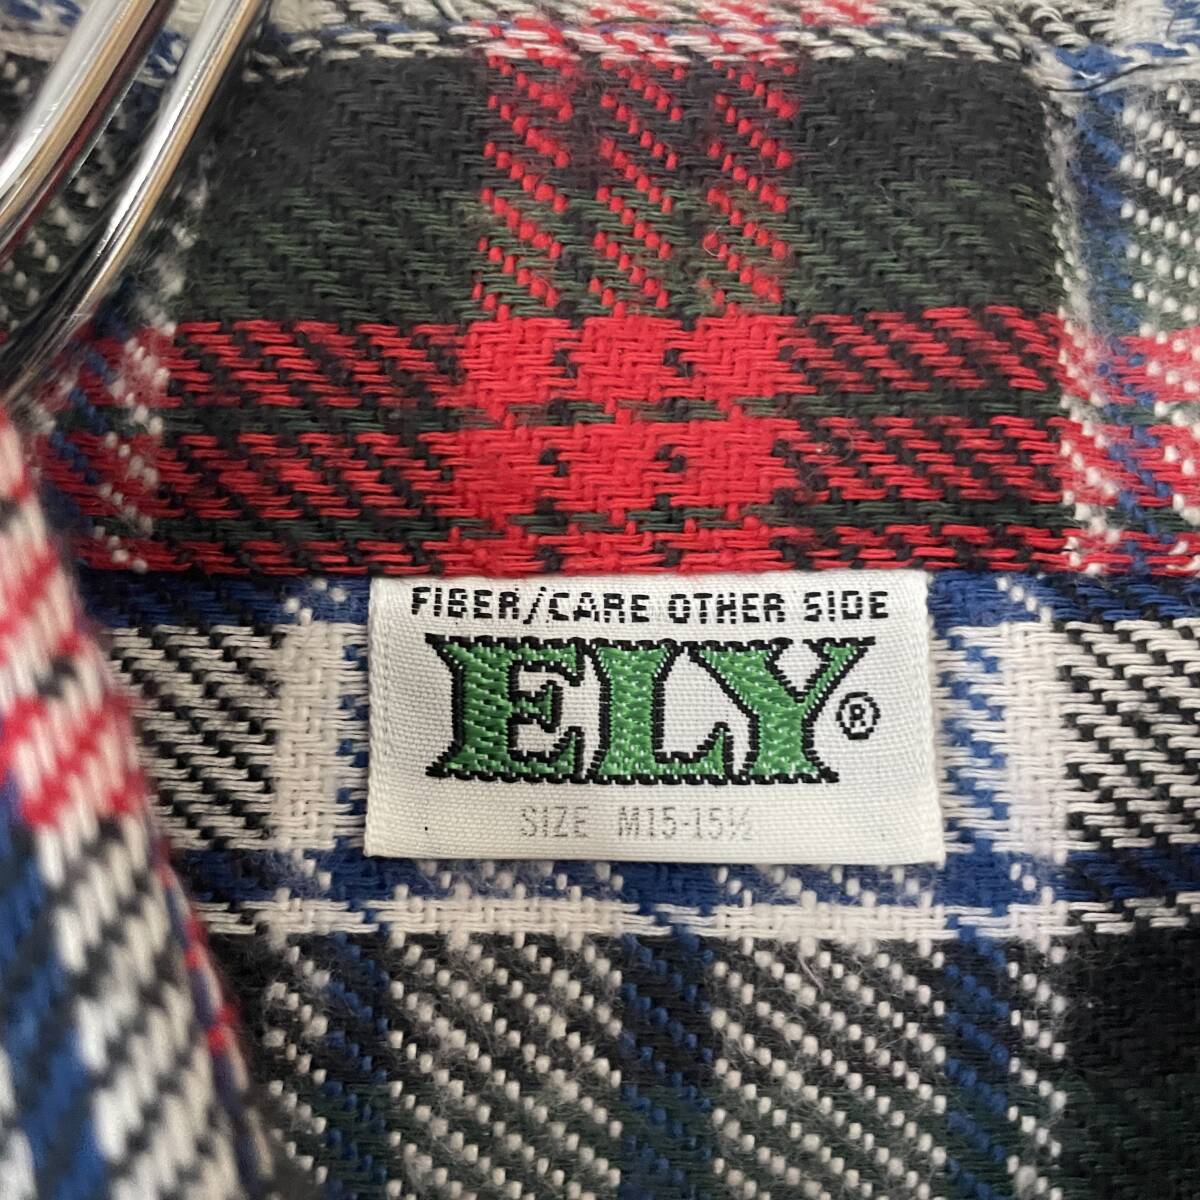 FIBER/CARE OTHER SIDE
ELY®
SIZE M15-15½